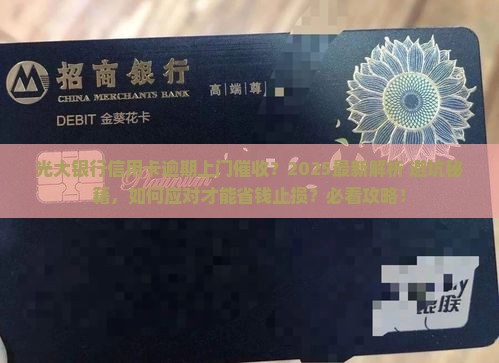 招商银行
CHINA MERCHANTS BANK
高端尊
DEBIT 金葵花卡
光大银行信用卡逾期上门催收？2025最新解析 避坑秘
籍，如何应对才能省钱止损？必看攻略！
Platinum
银联